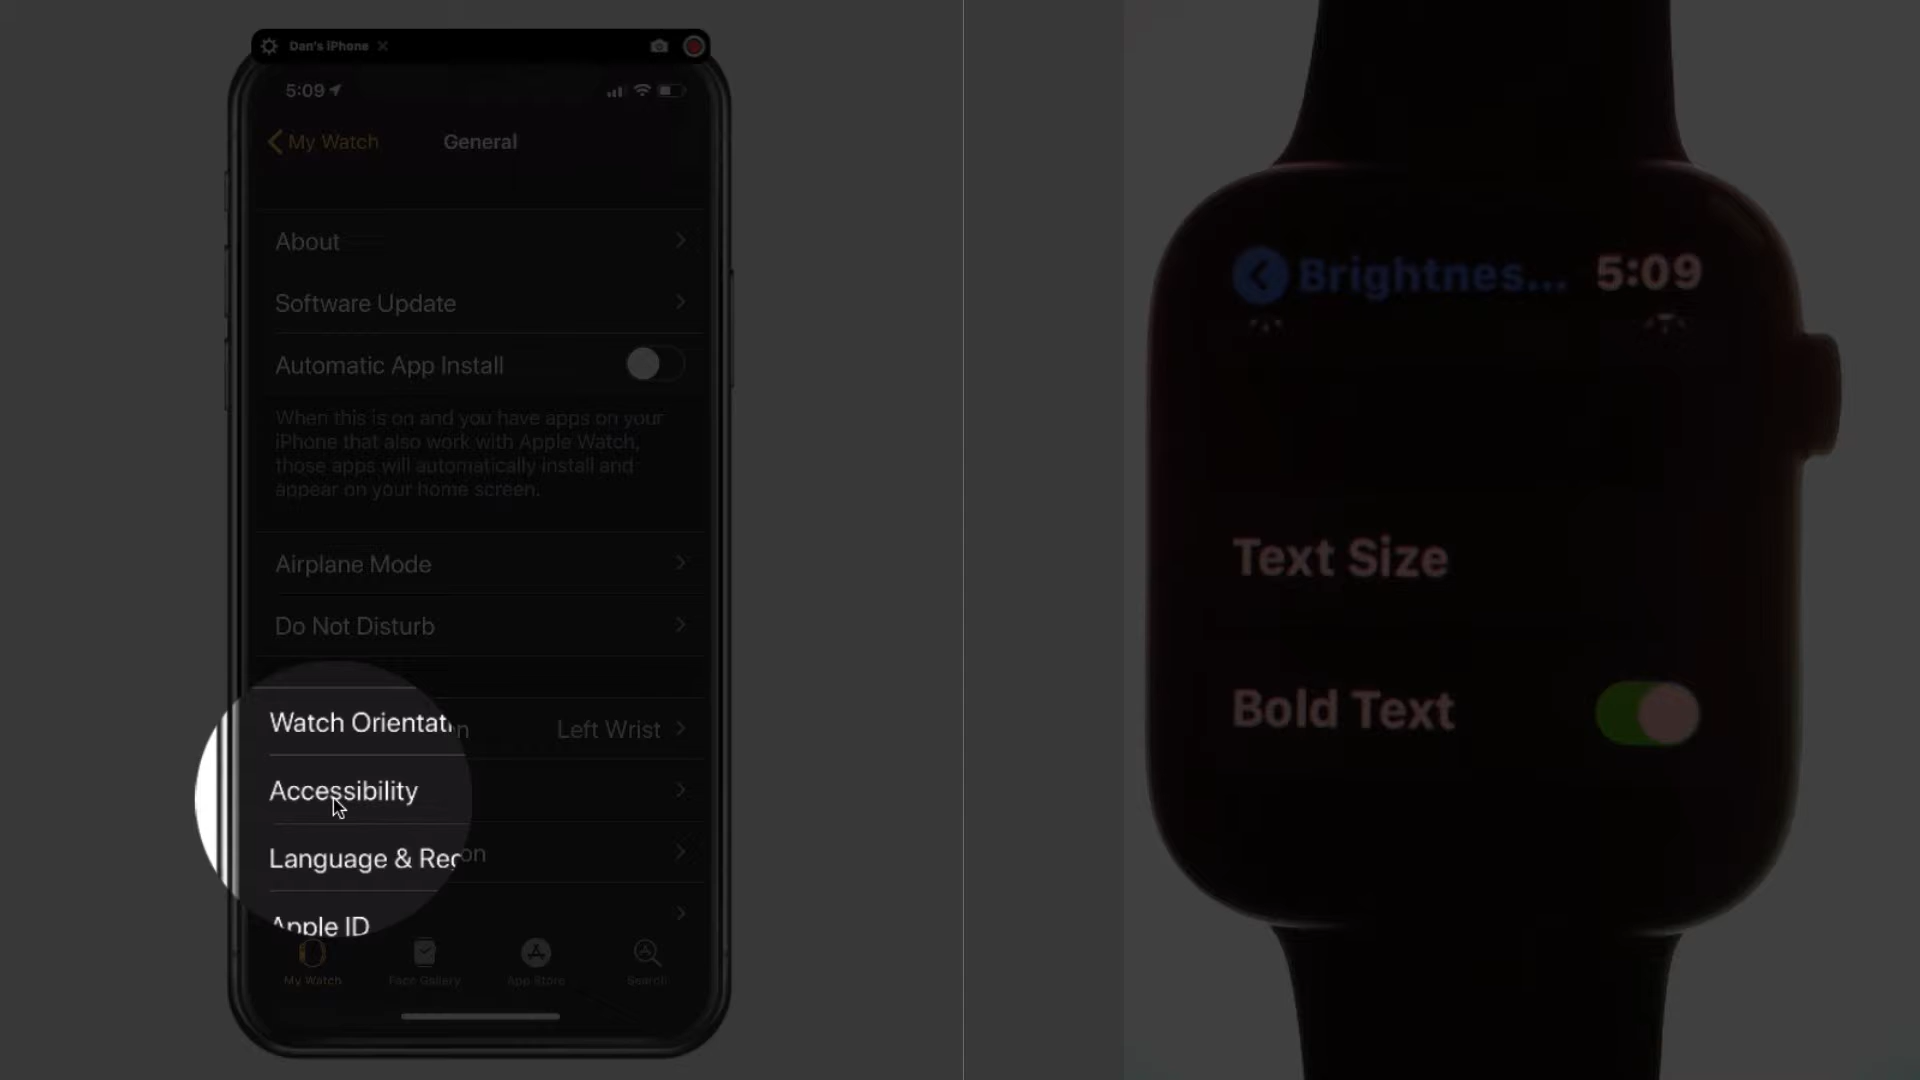 Dan's iPhone
5:09
My Watch
General
About
Software Update
Automatic App Install
When this is on and you have apps on your
iPhone that also work with Apple Watch,
those apps will automatically install and
appear on your home screen.
Airplane Mode
Do Not Disturb
Watch Orientati n Left Wrist
Accessibility
Language & Reg on
Apple ID
My Watch
Face Gallery
App Store
Search
Brightnes... 5:09
Text Size
Bold Text